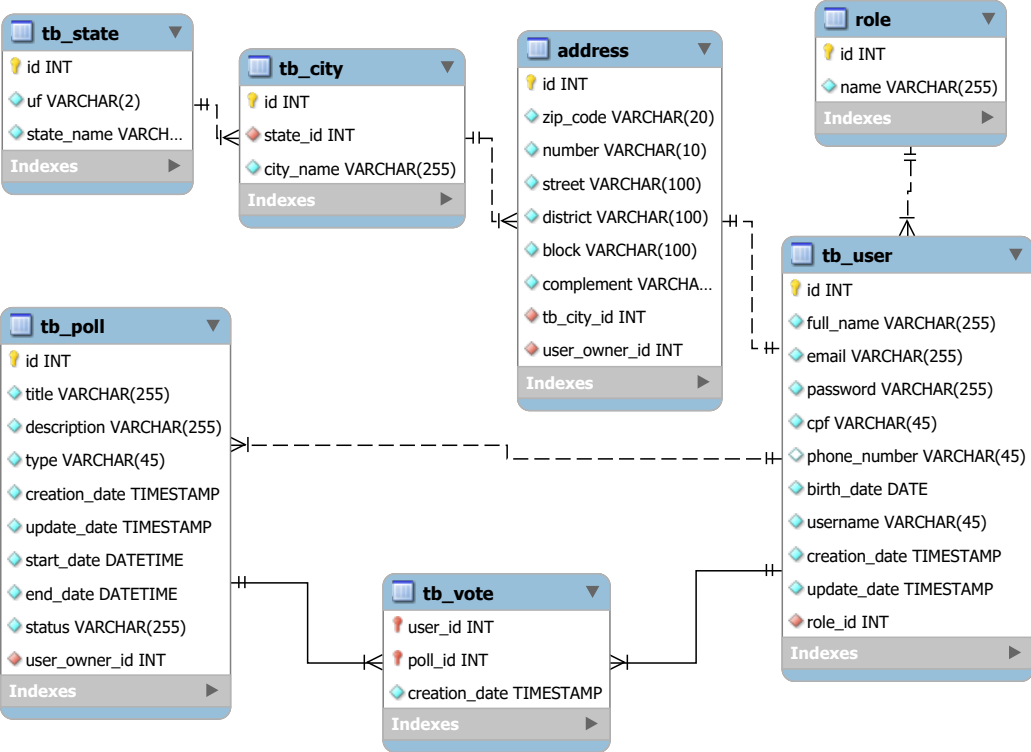 tb_state
id INT
uf VARCHAR(2)
state_name VARCH...
Indexes
tb_city
id INT
state_id INT
city_name VARCHAR(255)
Indexes
address
id INT
zip_code VARCHAR(20)
number VARCHAR(10)
street VARCHAR(100)
district VARCHAR(100)
block VARCHAR(100)
complement VARCHA...
tb_city_id INT
user_owner_id INT
Indexes
role
id INT
name VARCHAR(255)
Indexes
tb_user
id INT
full_name VARCHAR(255)
email VARCHAR(255)
password VARCHAR(255)
cpf VARCHAR(45)
phone_number VARCHAR(45)
birth_date DATE
username VARCHAR(45)
creation_date TIMESTAMP
update_date TIMESTAMP
role_id INT
Indexes
tb_poll
id INT
title VARCHAR(255)
description VARCHAR(255)
type VARCHAR(45)
creation_date TIMESTAMP
update_date TIMESTAMP
start_date DATETIME
end_date DATETIME
status VARCHAR(255)
user_owner_id INT
Indexes
tb_vote
user_id INT
poll_id INT
creation_date TIMESTAMP
Indexes